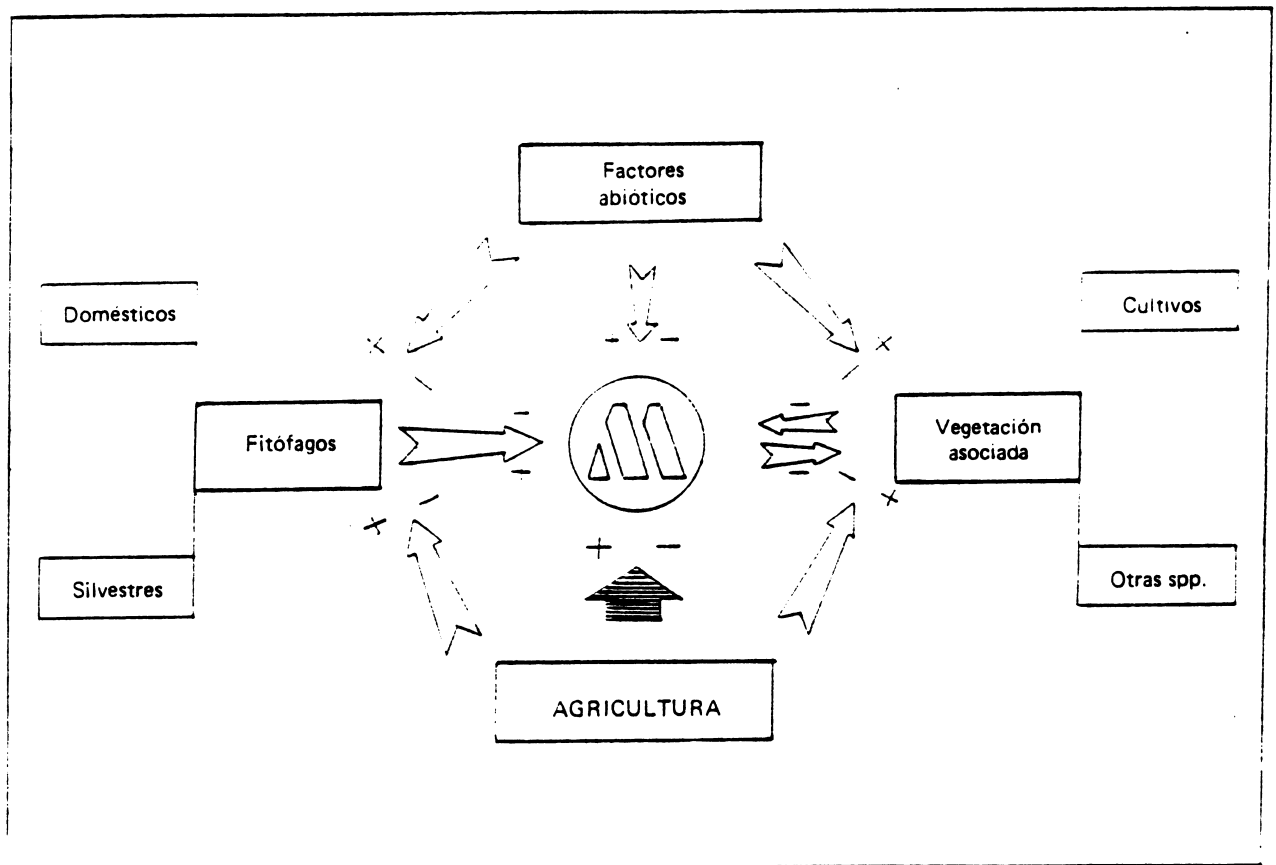 Factores
abióticos
Domésticos
Cultivos
+
-
+ -
+
-
Fitófagos
-
-
-
-
Vegetación
asociada
+
-
+ -
-
+
Silvestres
Otras spp.
AGRICULTURA